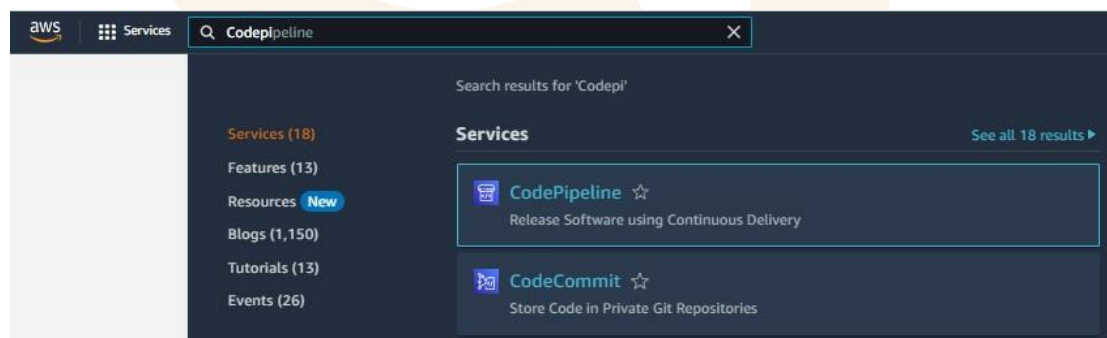 aws Services Codepipeline
Search results for 'Codepi'
Services (18)
Features (13)
Resources New
Blogs (1,150)
Tutorials (13)
Events (26)
Services See all 18 results
CodePipeline
Release Software using Continuous Delivery
CodeCommit
Store Code in Private Git Repositories